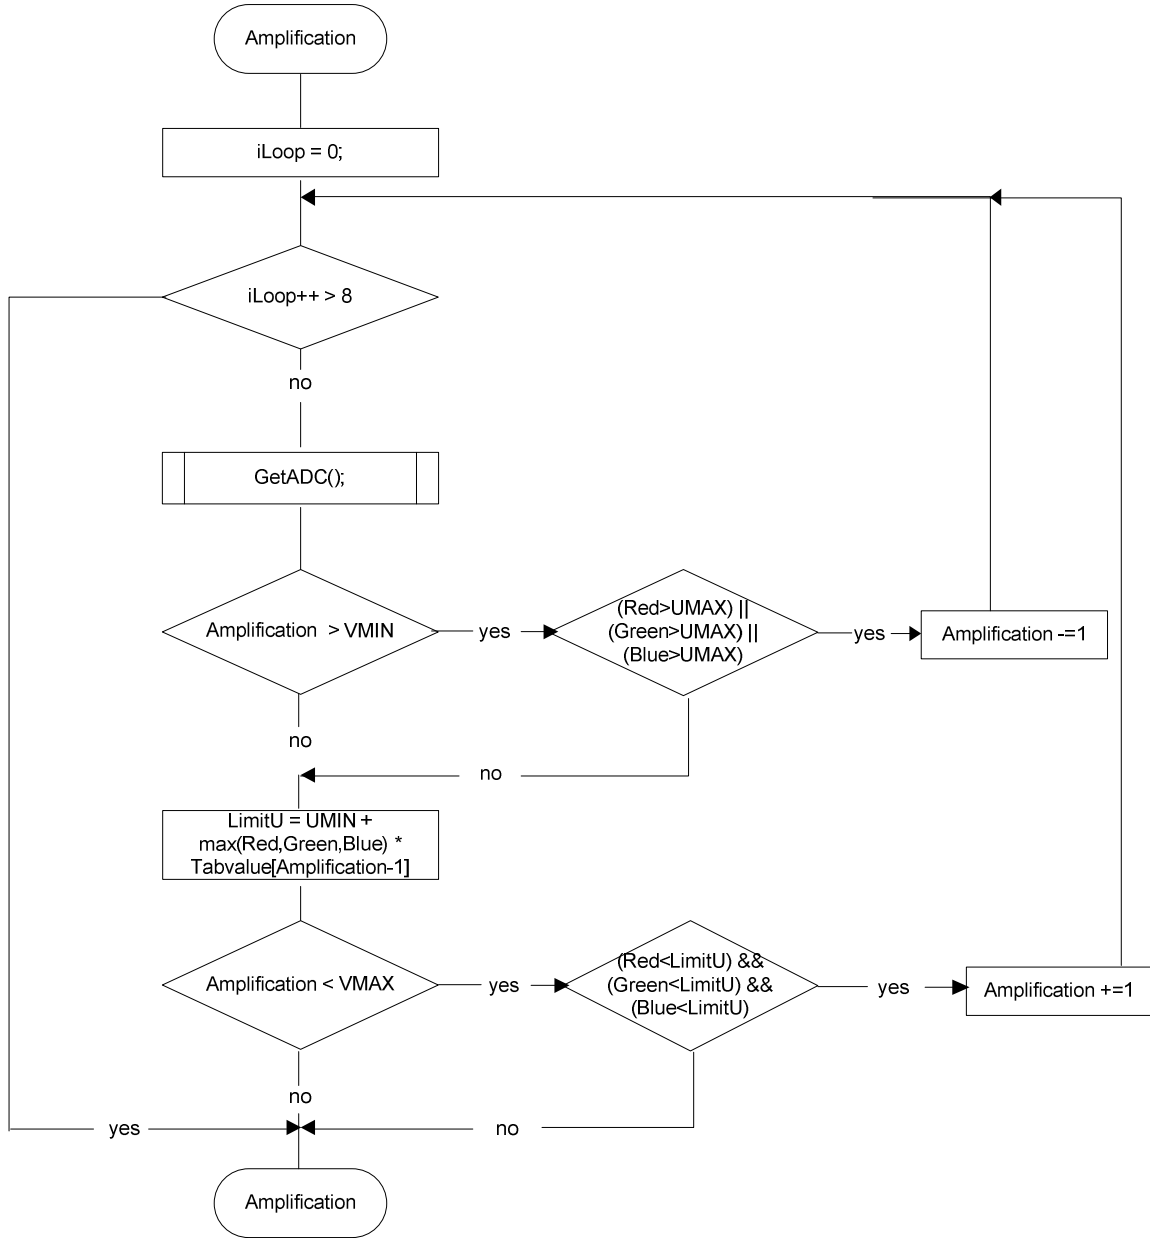 Amplification
iLoop = 0;
iLoop++ > 8
no
GetADC();
Amplification > VMIN
yes
(Red>UMAX) ||
(Green>UMAX) ||
(Blue>UMAX)
yes
Amplification -=1
no
no
LimitU = UMIN +
max(Red,Green,Blue) *
Tabvalue[Amplification-1]
Amplification < VMAX
yes
(Red<LimitU) &&
(Green<LimitU) &&
(Blue<LimitU)
yes
Amplification +=1
no
yes
no
Amplification